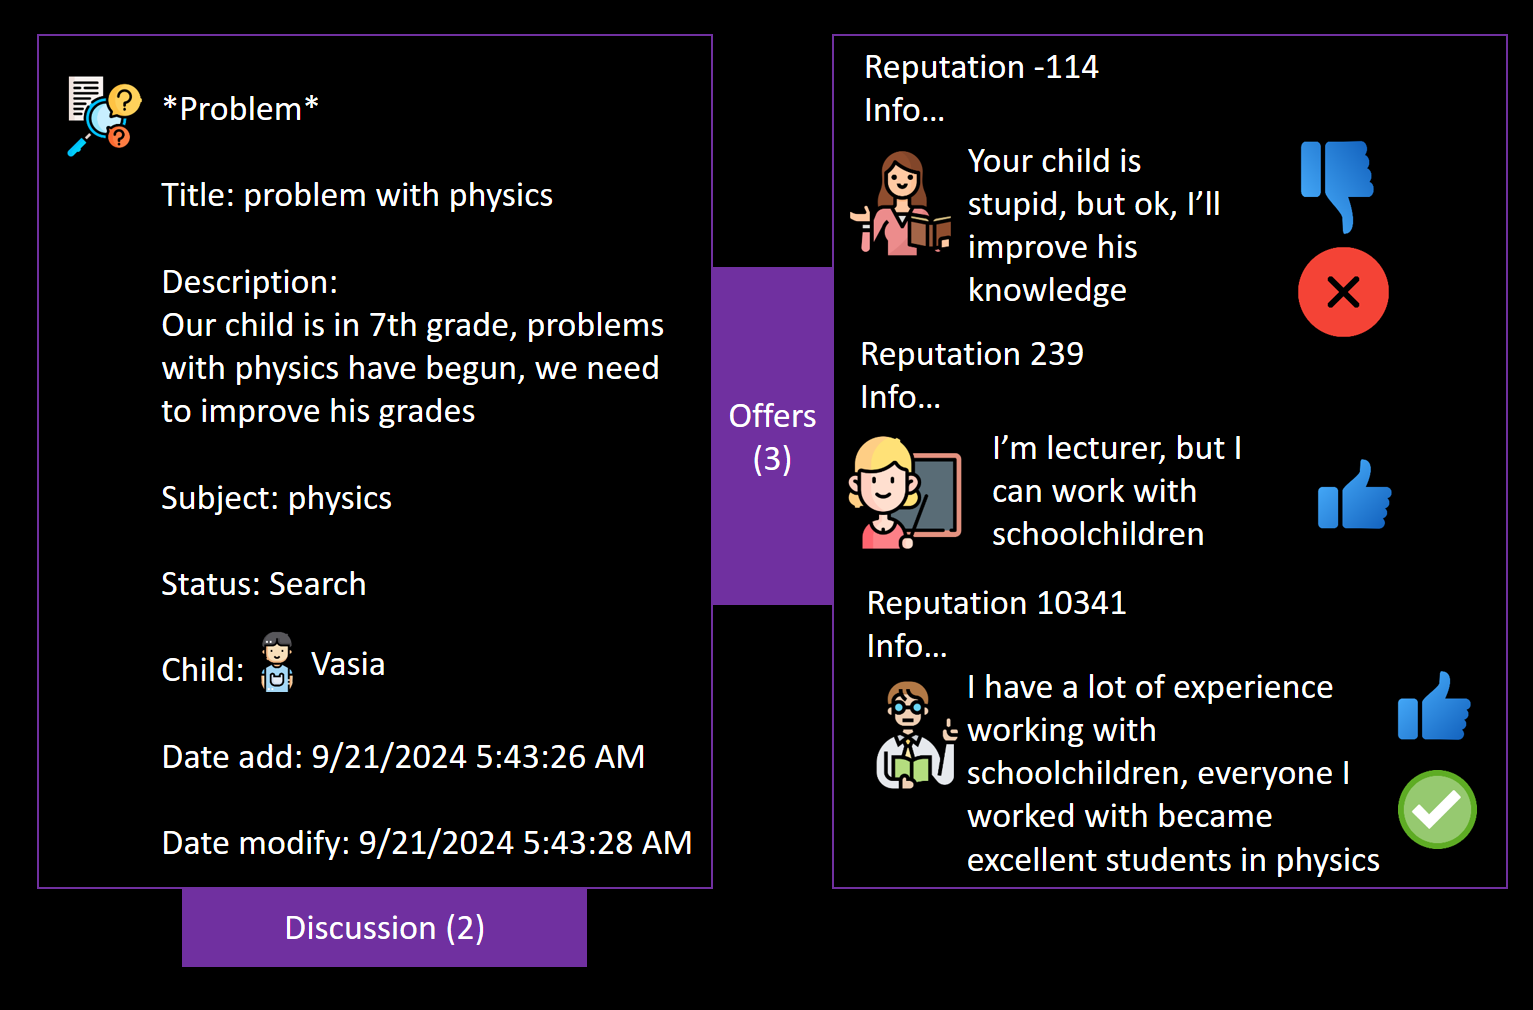 *Problem*
Title: problem with physics
Description:
Our child is in 7th grade, problems
with physics have begun, we need
to improve his grades
Subject: physics
Status: Search
Child: Vasia
Date add: 9/21/2024 5:43:26 AM
Date modify: 9/21/2024 5:43:28 AM
Discussion (2)
Offers
(3)
Reputation -114
Info...
Your child is
stupid, but ok, I’ll
improve his
knowledge
Reputation 239
Info...
I’m lecturer, but I
can work with
schoolchildren
Reputation 10341
Info...
I have a lot of experience
working with
schoolchildren, everyone I
worked with became
excellent students in physics